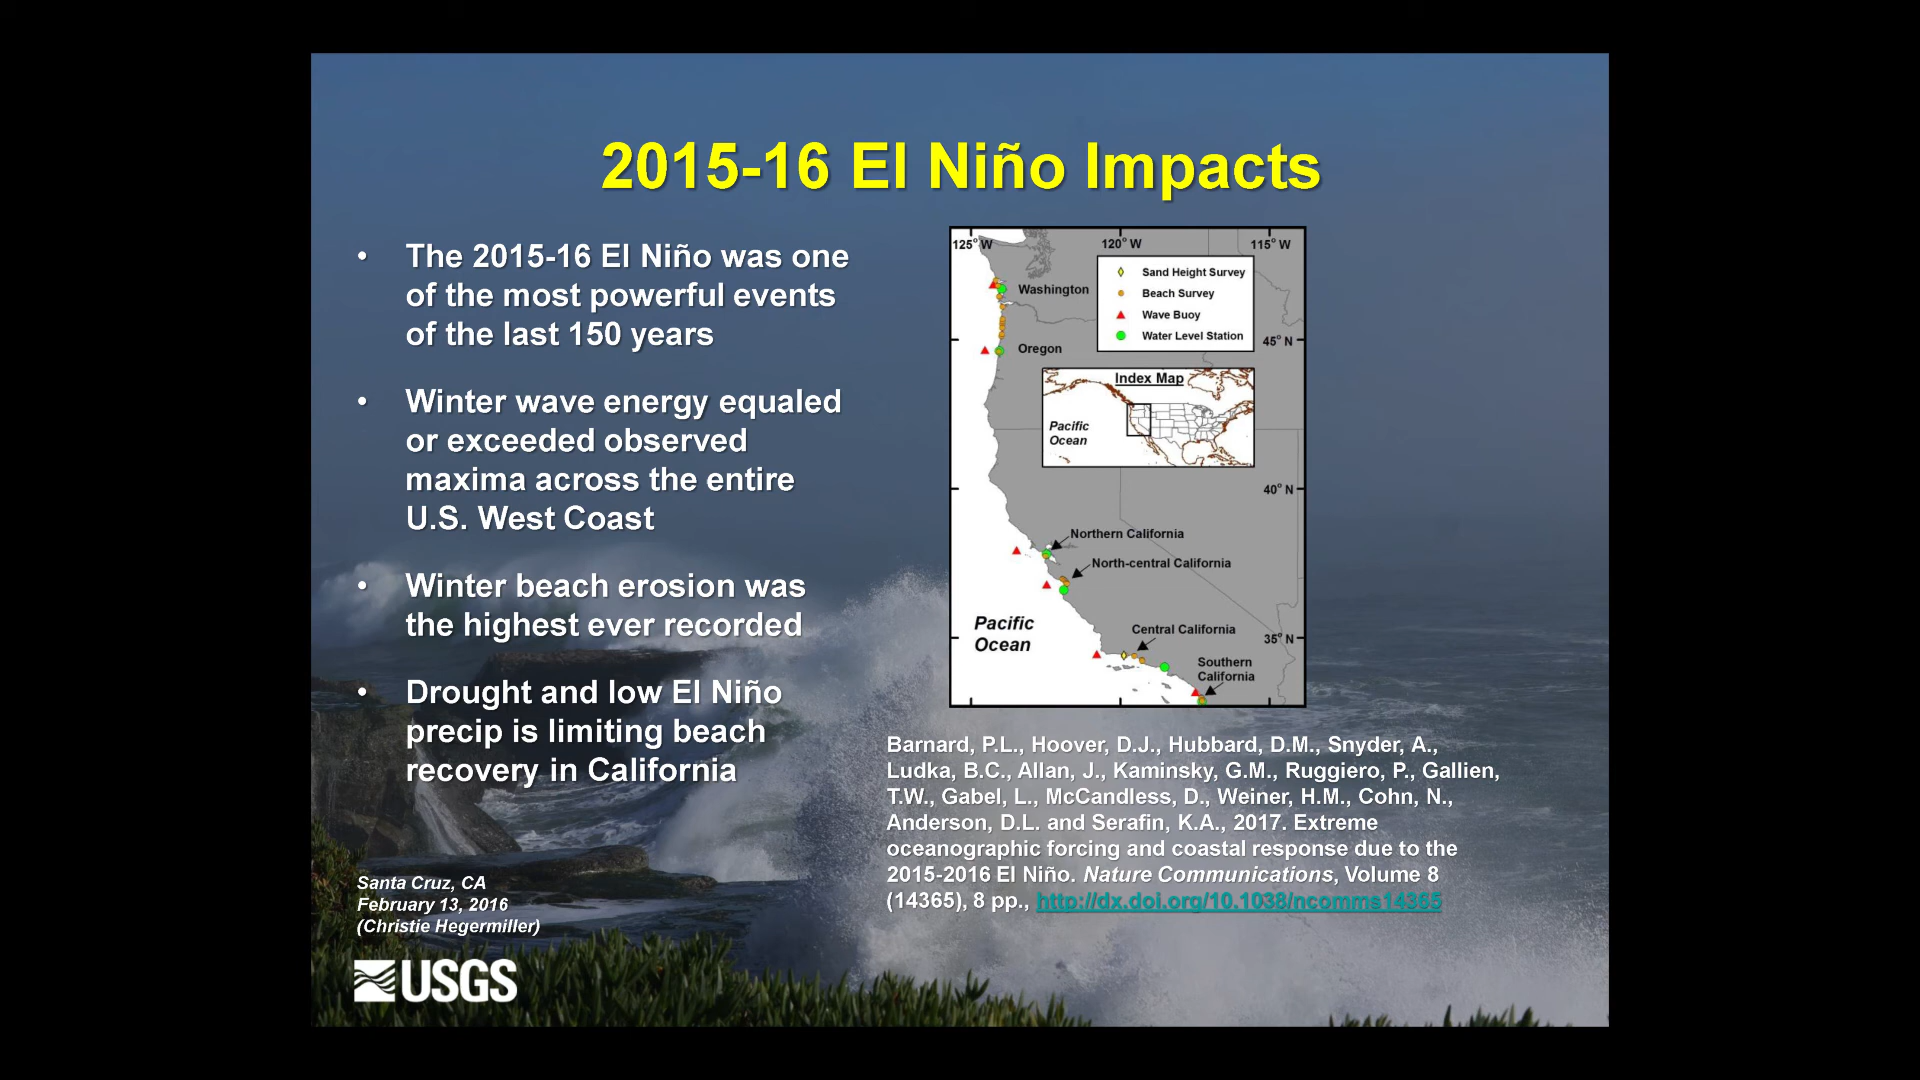 2015-16 El Niño Impacts
• The 2015-16 El Niño was one
of the most powerful events
of the last 150 years
• Winter wave energy equaled
or exceeded observed
maxima across the entire
U.S. West Coast
• Winter beach erosion was
the highest ever recorded
• Drought and low El Niño
precip is limiting beach
recovery in California
Santa Cruz, CA
February 13, 2016
(Christie Hegermiller)
USGS
125° W
120° W
115° W
Sand Height Survey
Beach Survey
Wave Buoy
Water Level Station
Washington
Oregon
45° N
Index Map
Pacific
Ocean
40° N
Northern California
North-central California
Pacific
Ocean
Central California
35° N
Southern
California
Barnard, P.L., Hoover, D.J., Hubbard, D.M., Snyder, A.,
Ludka, B.C., Allan, J., Kaminsky, G.M., Ruggiero, P., Gallien,
T.W., Gabel, L., McCandless, D., Weiner, H.M., Cohn, N.,
Anderson, D.L. and Serafin, K.A., 2017. Extreme
oceanographic forcing and coastal response due to the
2015-2016 El Niño. Nature Communications, Volume 8
(14365), 8 pp., http://dx.doi.org/10.1038/ncomms14365